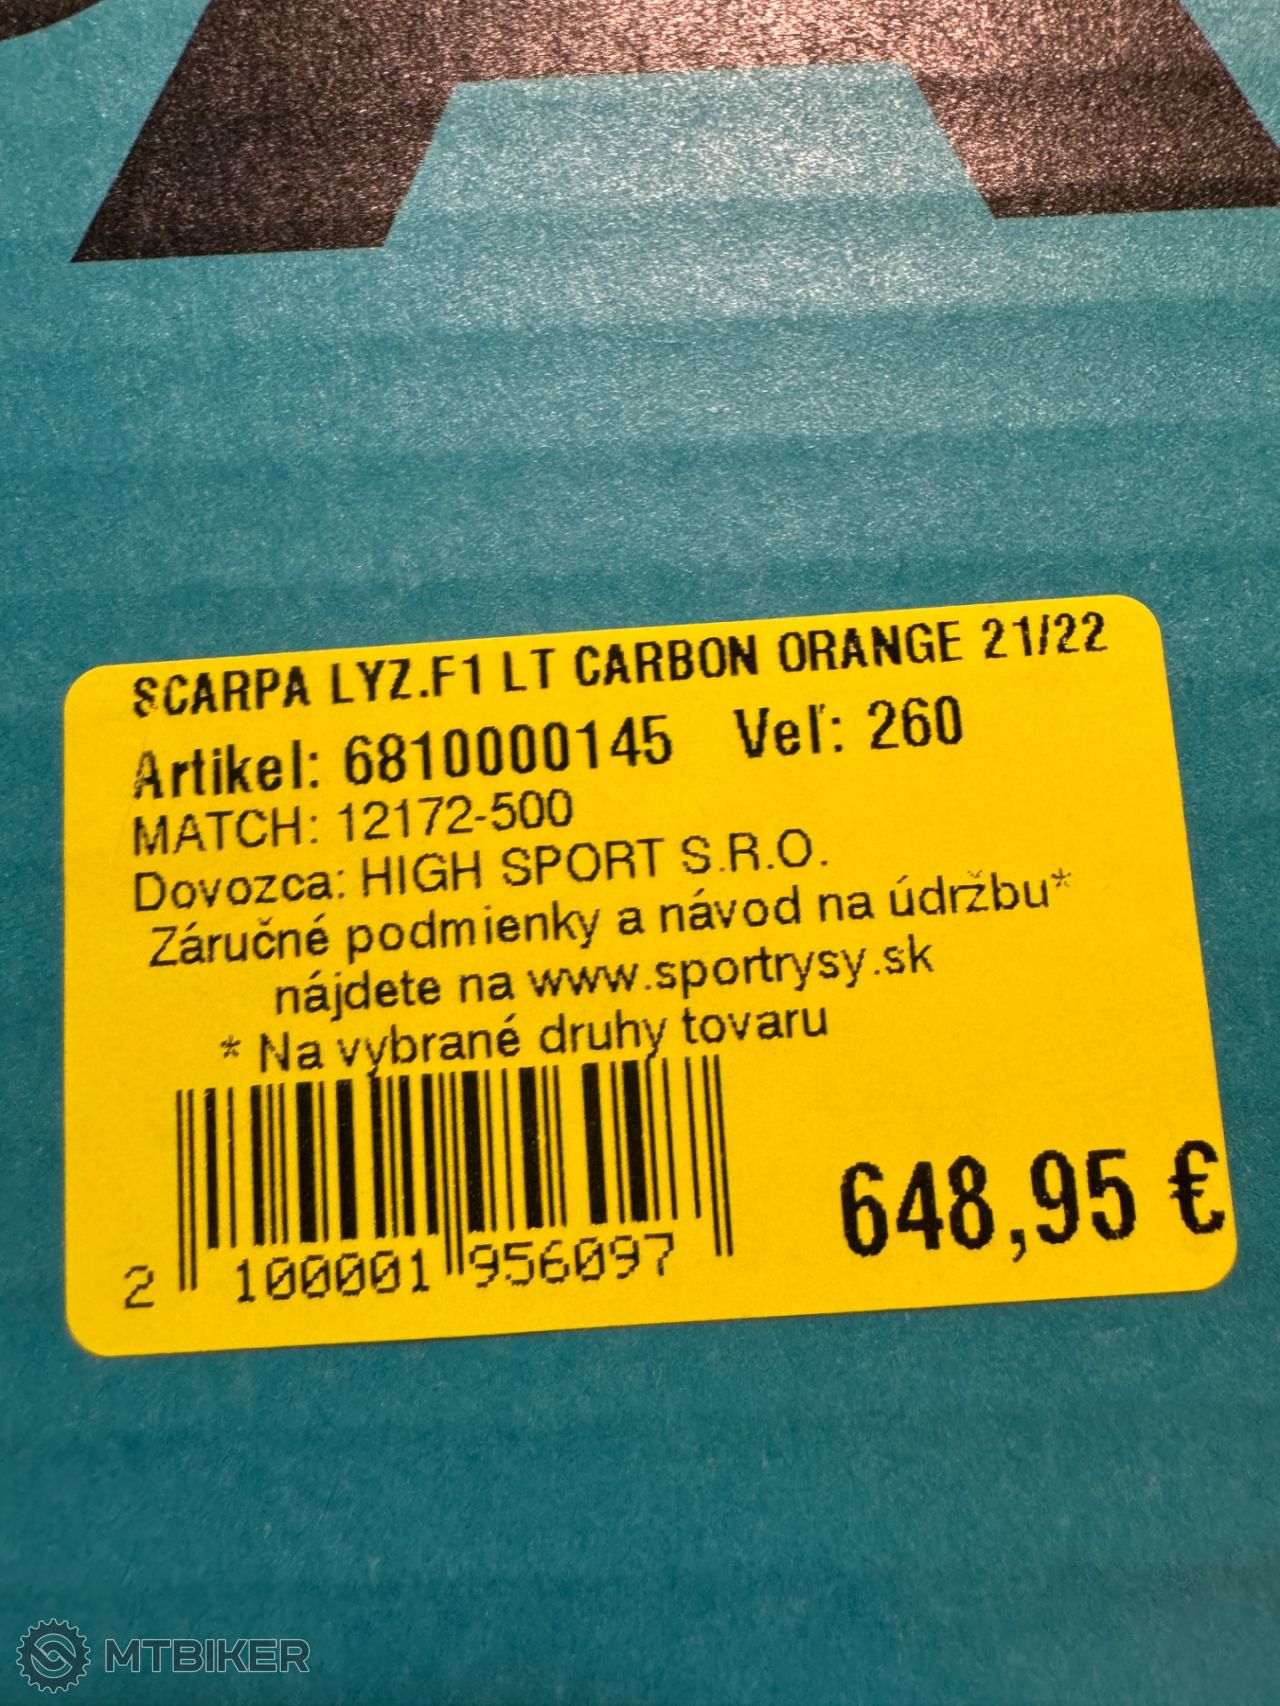 SCARPA LYZ.F1 LT CARBON ORANGE 21/22
Artikel: 6810000145 Veľ: 260
MATCH: 12172-500
Dovozca: HIGH SPORT S.R.O.
Záručné podmienky a návod na údržbu*
nájdete na www.sportrysy.sk
* Na vybrané druhy tovaru
648,95 €
2 100001 956097
MTBIKER